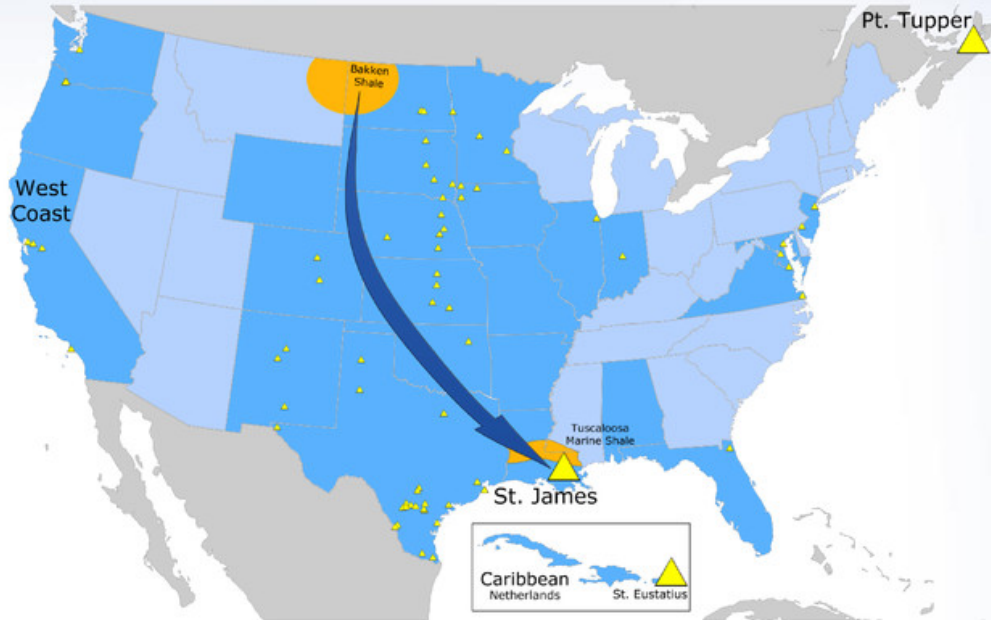 Pt. Tupper
Bakken
Shale
West
Coast
Tuscaloosa
Marine Shale
St. James
Caribbean
Netherlands
St. Eustatius